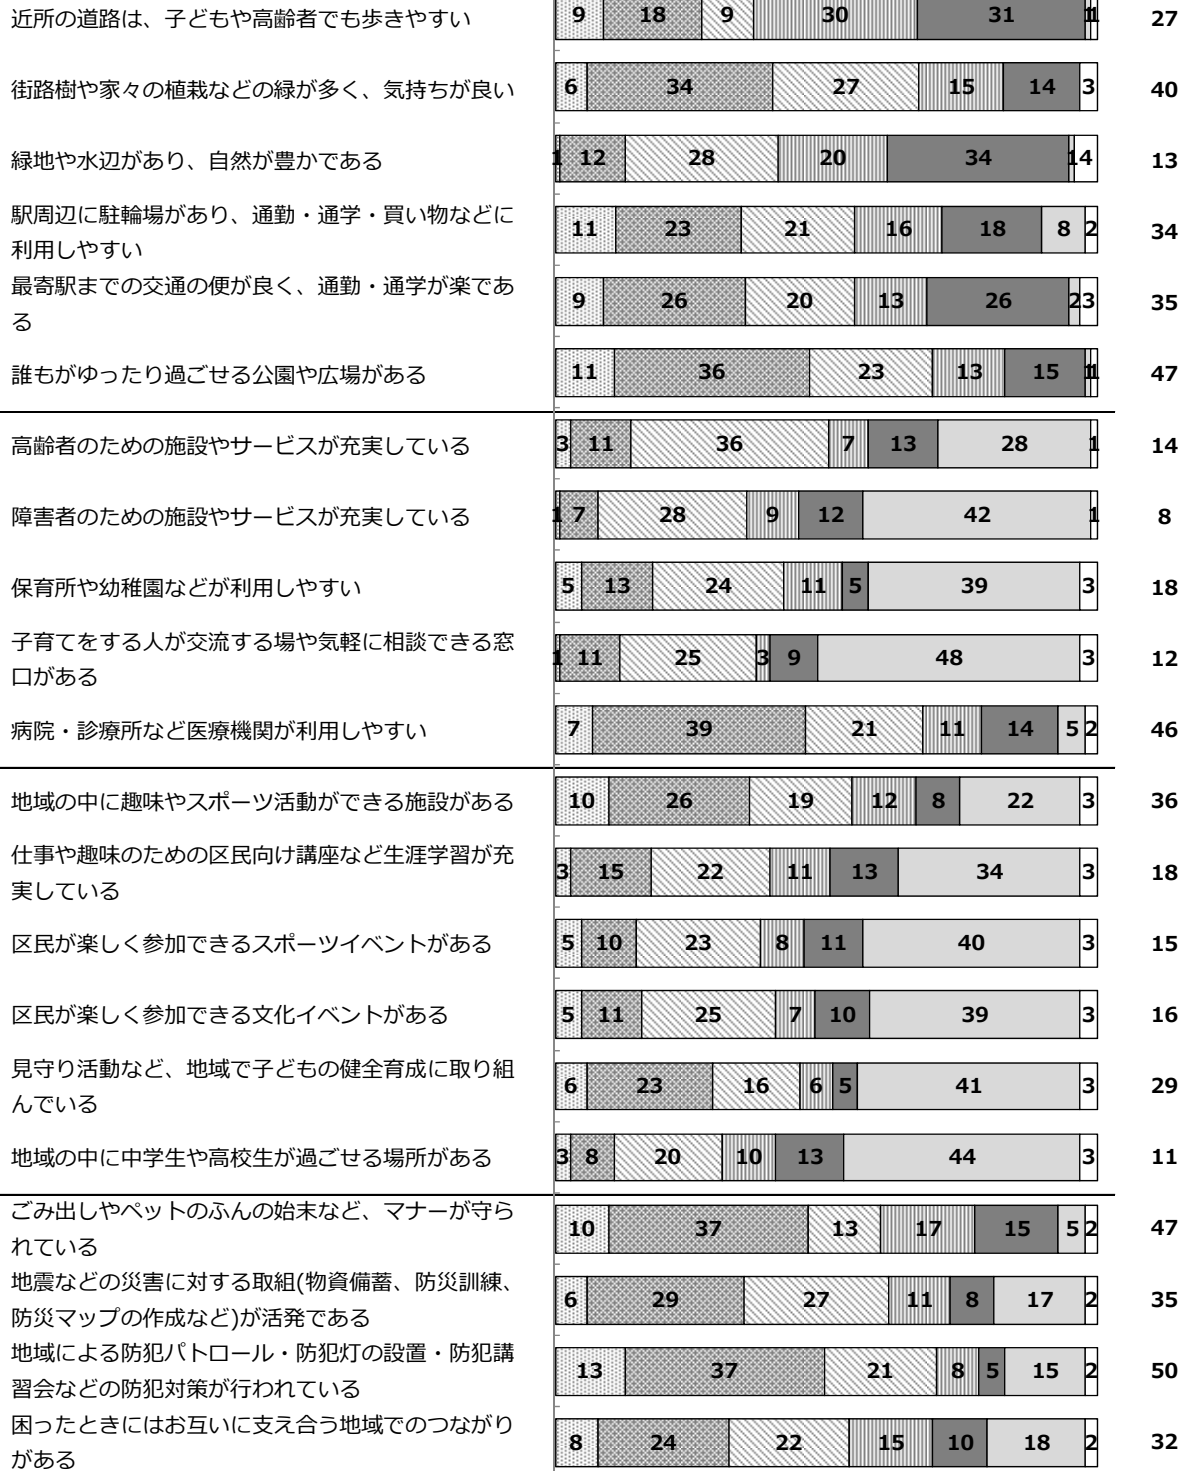 近所の道路は、子どもや高齢者でも歩きやすい 9 18 9 30 31 1 1 27
街路樹や家々の植栽などの緑が多く、気持ちが良い 6 34 27 15 14 3 40
緑地や水辺があり、自然が豊かである 1 12 28 20 34 1 4 13
駅周辺に駐輪場があり、通勤・通学・買い物などに
利用しやすい 11 23 21 16 18 8 2 34
最寄駅までの交通の便が良く、通勤・通学が楽であ
る 9 26 20 13 26 2 3 35
誰もがゆったり過ごせる公園や広場がある 11 36 23 13 15 1 1 47
高齢者のための施設やサービスが充実している 3 11 36 7 13 28 1 14
障害者のための施設やサービスが充実している 1 7 28 9 12 42 1 8
保育所や幼稚園などが利用しやすい 5 13 24 11 5 39 3 18
子育てをする人が交流する場や気軽に相談できる窓
口がある 1 11 25 3 9 48 3 12
病院・診療所など医療機関が利用しやすい 7 39 21 11 14 5 2 46
地域の中に趣味やスポーツ活動ができる施設がある 10 26 19 12 8 22 3 36
仕事や趣味のための区民向け講座など生涯学習が充
実している 3 15 22 11 13 34 3 18
区民が楽しく参加できるスポーツイベントがある 5 10 23 8 11 40 3 15
区民が楽しく参加できる文化イベントがある 5 11 25 7 10 39 3 16
見守り活動など、地域で子どもの健全育成に取り組
んでいる 6 23 16 6 5 41 3 29
地域の中に中学生や高校生が過ごせる場所がある 3 8 20 10 13 44 3 11
ごみ出しやペットのふんの始末など、マナーが守ら
れている 10 37 13 17 15 5 2 47
地震などの災害に対する取組(物資備蓄、防災訓練、
防災マップの作成など)が活発である 6 29 27 11 8 17 2 35
地域による防犯パトロール・防犯灯の設置・防犯講
習会などの防犯対策が行われている 13 37 21 8 5 15 2 50
困ったときにはお互いに支え合う地域でのつながり
がある 8 24 22 15 10 18 2 32